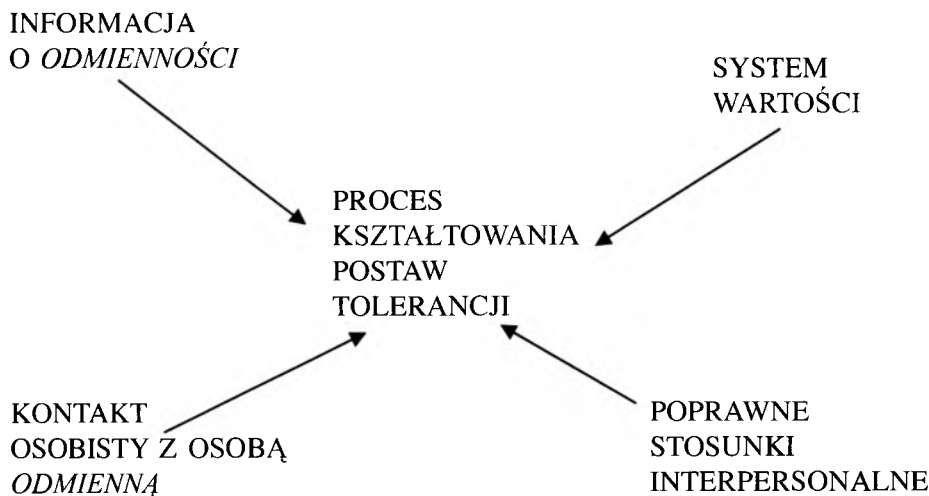 INFORMACJA
O ODMIENNOŚCI
SYSTEM
WARTOŚCI
PROCES
KSZTAŁTOWANIA
POSTAW
TOLERANCJI
KONTAKT
OSOBISTY Z OSOBĄ
ODMIENNĄ
POPRAWNE
STOSUNKI
INTERPERSONALNE